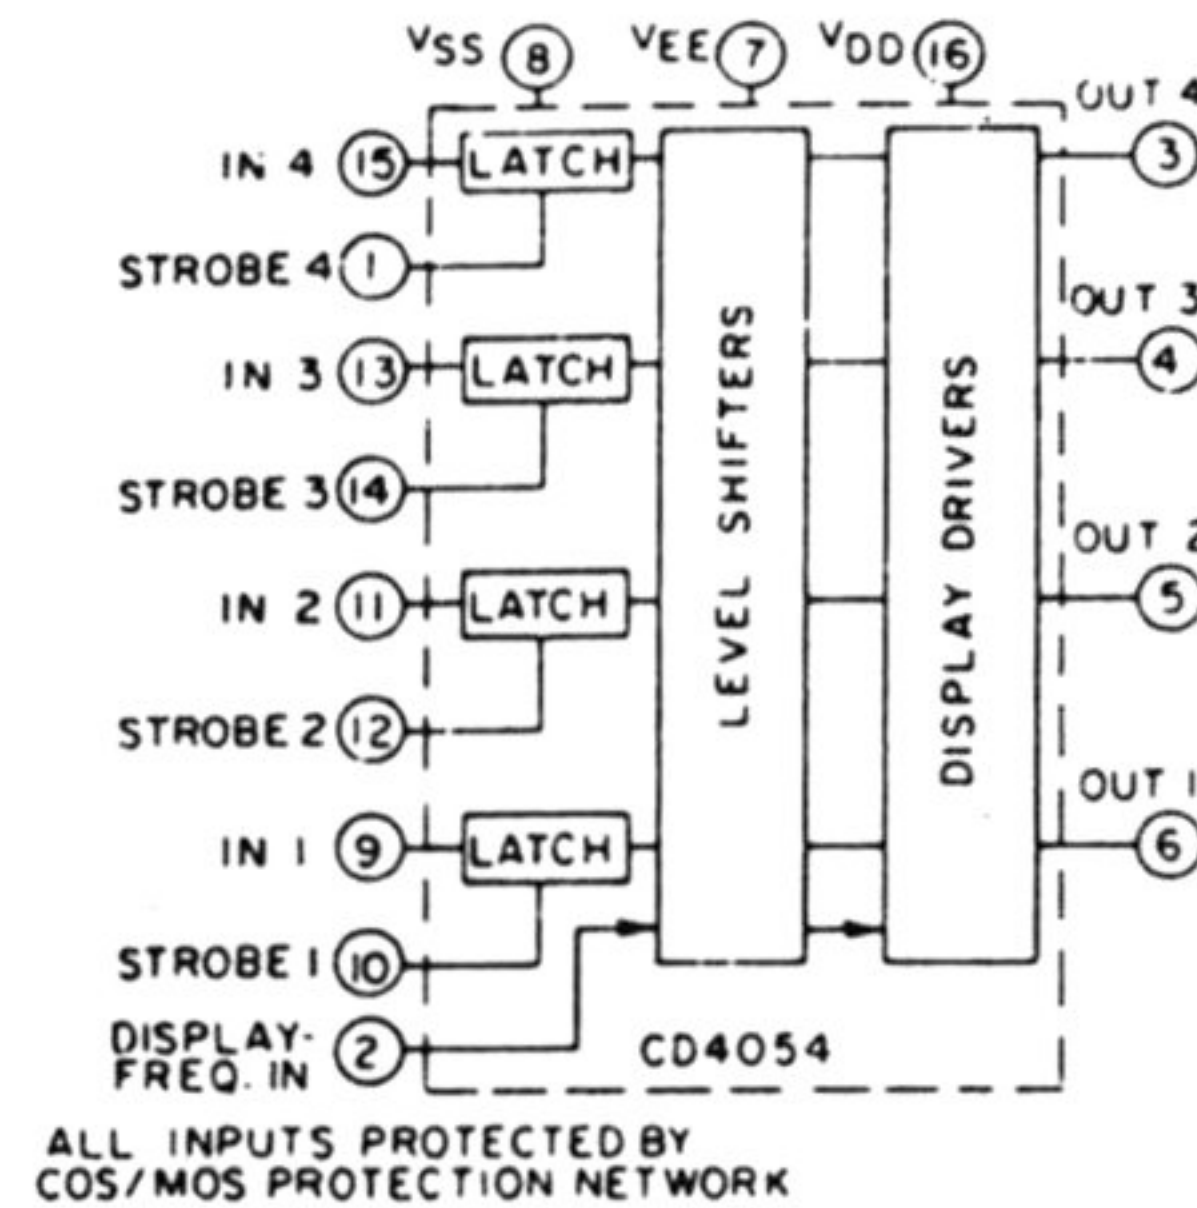 VSS 8 VEE 7 VDD 16
OUT 4
IN 4 15 LATCH 3
STROBE 4 1
OUT 3
IN 3 13 LATCH 4
STROBE 3 14
LEVEL SHIFTERS
DISPLAY DRIVERS
OUT 2
IN 2 11 LATCH 5
STROBE 2 12
OUT 1
IN 1 9 LATCH 6
STROBE 1 10
DISPLAY-
FREQ. IN 2
CD4054
ALL INPUTS PROTECTED BY
COS/MOS PROTECTION NETWORK